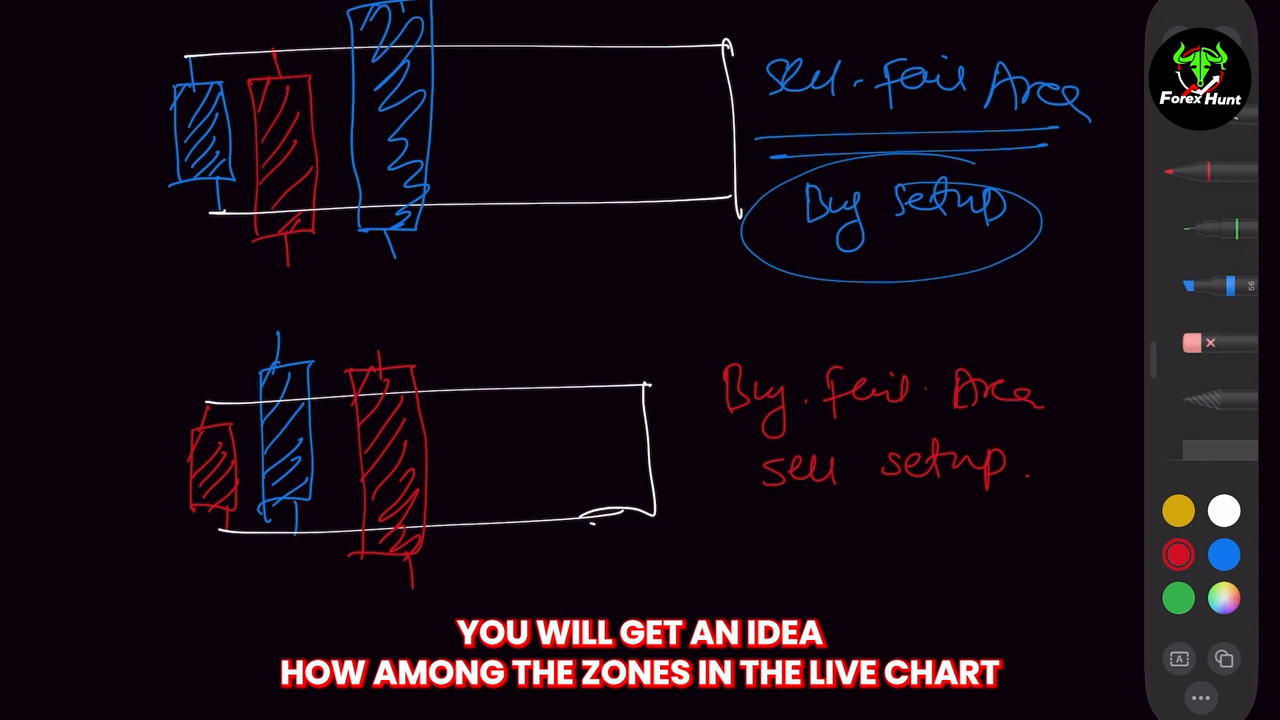 Forex Hunt
Sell. Fail Area
Buy setup
Buy. Fail. Area
sell setup.
YOU WILL GET AN IDEA
HOW AMONG THE ZONES IN THE LIVE CHART